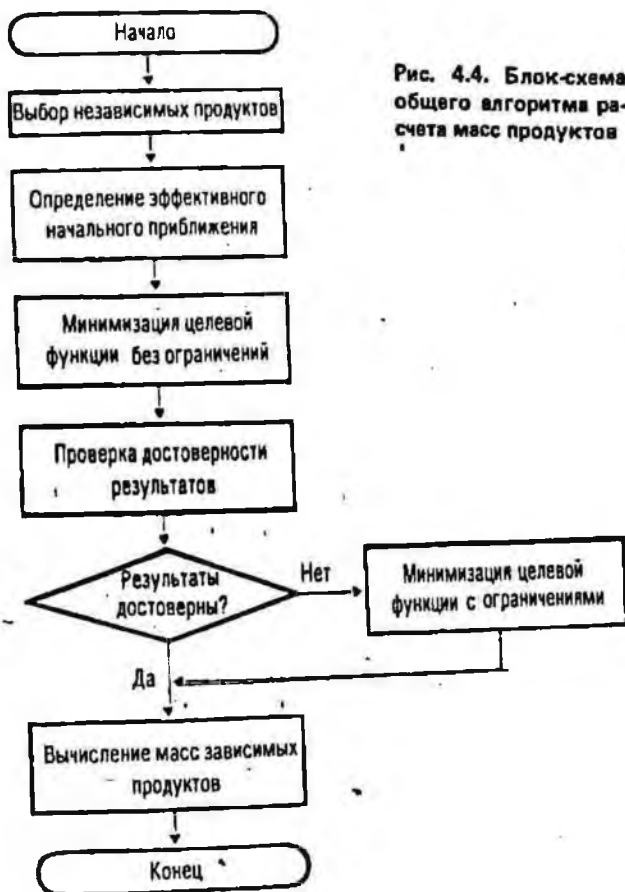 Начало
Рис. 4.4. Блок-схема
общего алгоритма ра-
счета масс продуктов
Выбор независимых продуктов
Определение эффективного
начального приближения
Минимизация целевой
функции без ограничений
Проверка достоверности
результатов
Результаты
достоверны?
Нет
Минимизация целевой
функции с ограничениями
Да
Вычисление масс зависимых
продуктов
Конец